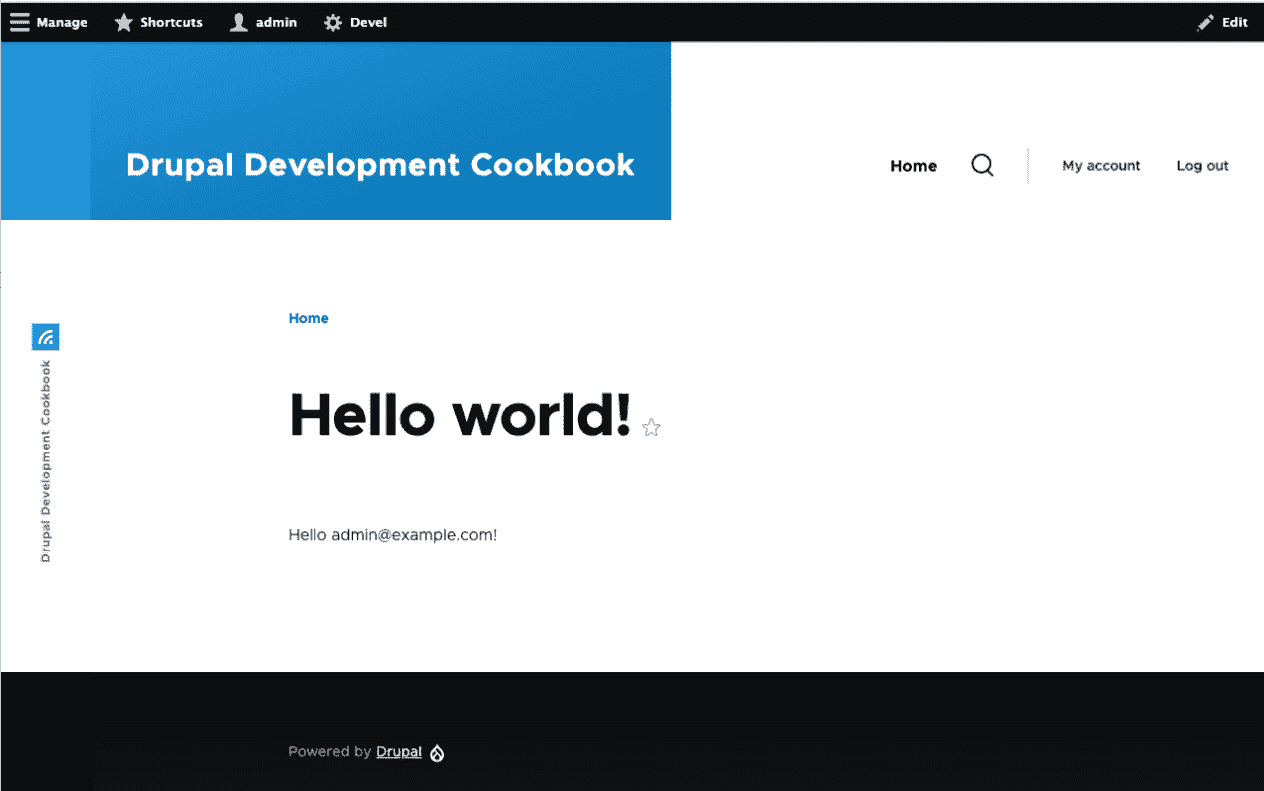 Manage Shortcuts admin Devel Edit
Drupal Development Cookbook
Home My account Log out
Home
Drupal Development Cookbook
Hello world!
Hello admin@example.com!
Powered by Drupal